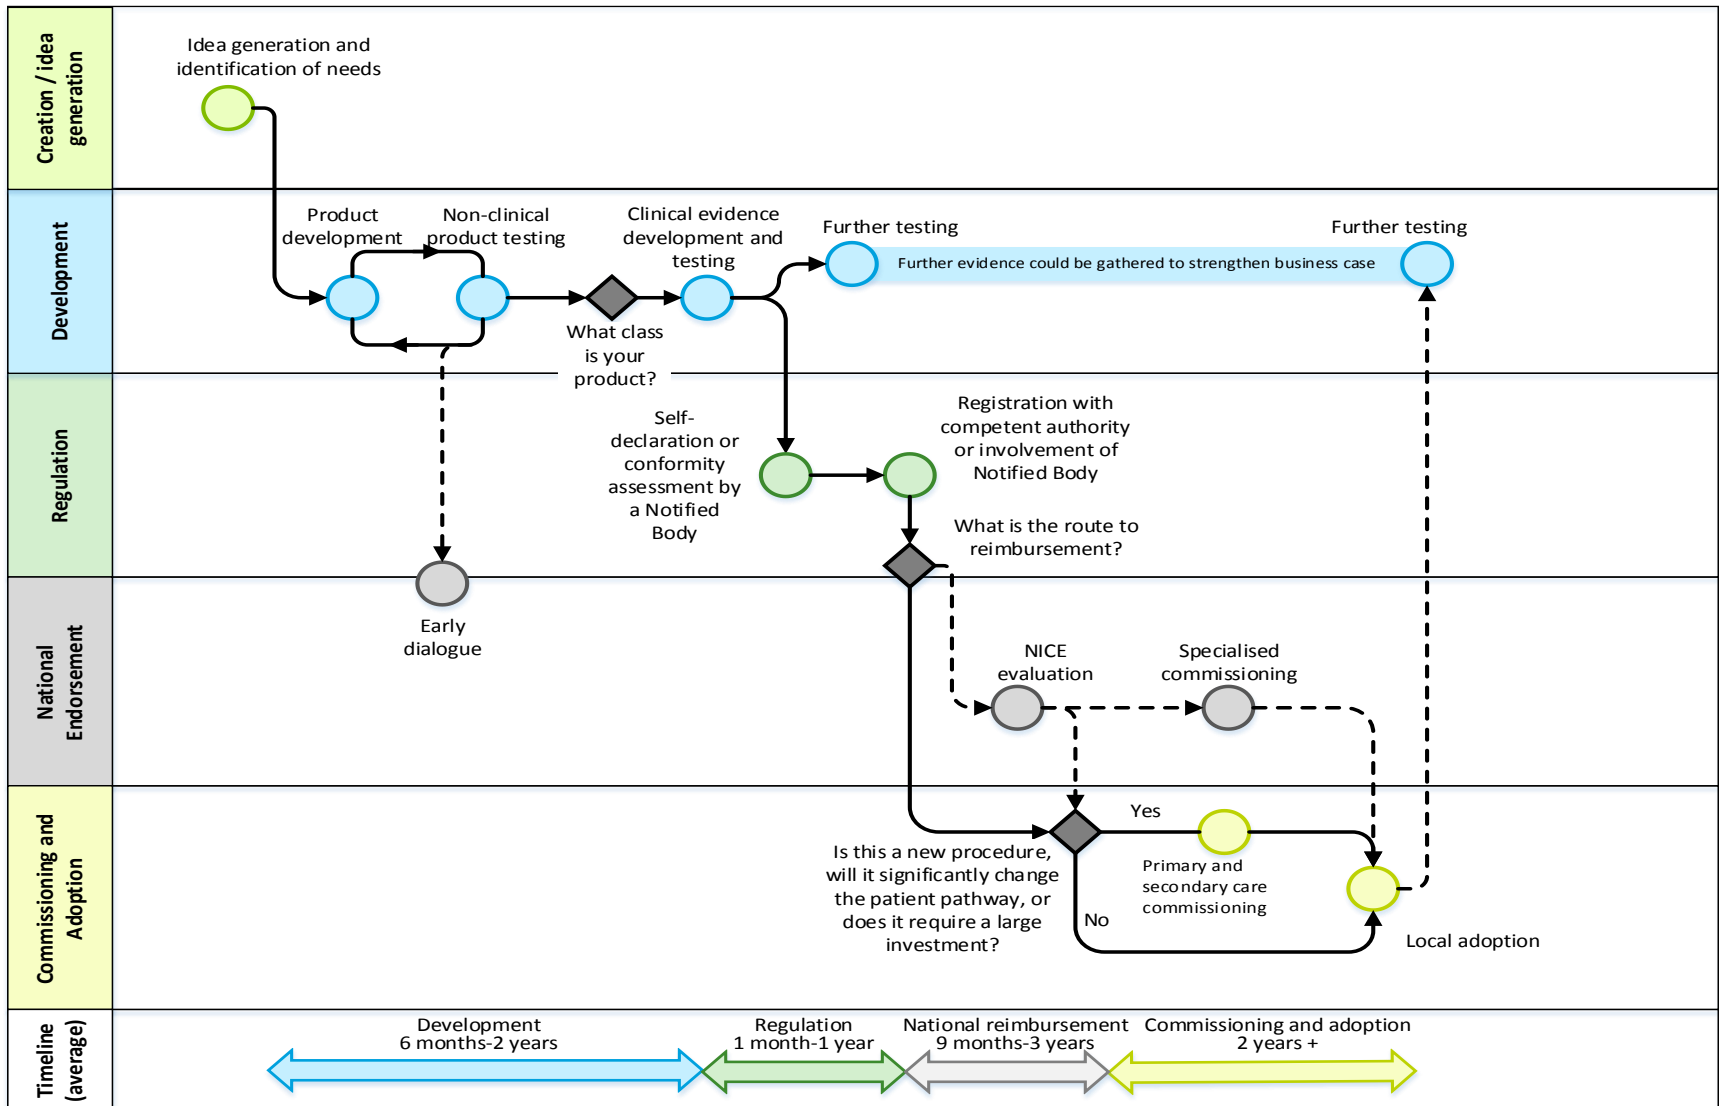 Creation / idea
generation
Idea generation and
identification of needs
Development
Product
development
Non-clinical
product testing
Clinical evidence
development and
testing
Further testing
Further testing
Further evidence could be gathered to strengthen business case
What class
is your
product?
Regulation
Self-
declaration or
conformity
assessment by
a Notified
Body
Registration with
competent authority
or involvement of
Notified Body
What is the route to
reimbursement?
National
Endorsement
Early
dialogue
NICE
evaluation
Specialised
commissioning
Commissioning and
Adoption
Is this a new procedure,
will it significantly change
the patient pathway, or
does it require a large
investment?
Yes
No
Primary and
secondary care
commissioning
Local adoption
Timeline
(average)
Development
6 months-2 years
Regulation
1 month-1 year
National reimbursement
9 months-3 years
Commissioning and adoption
2 years +